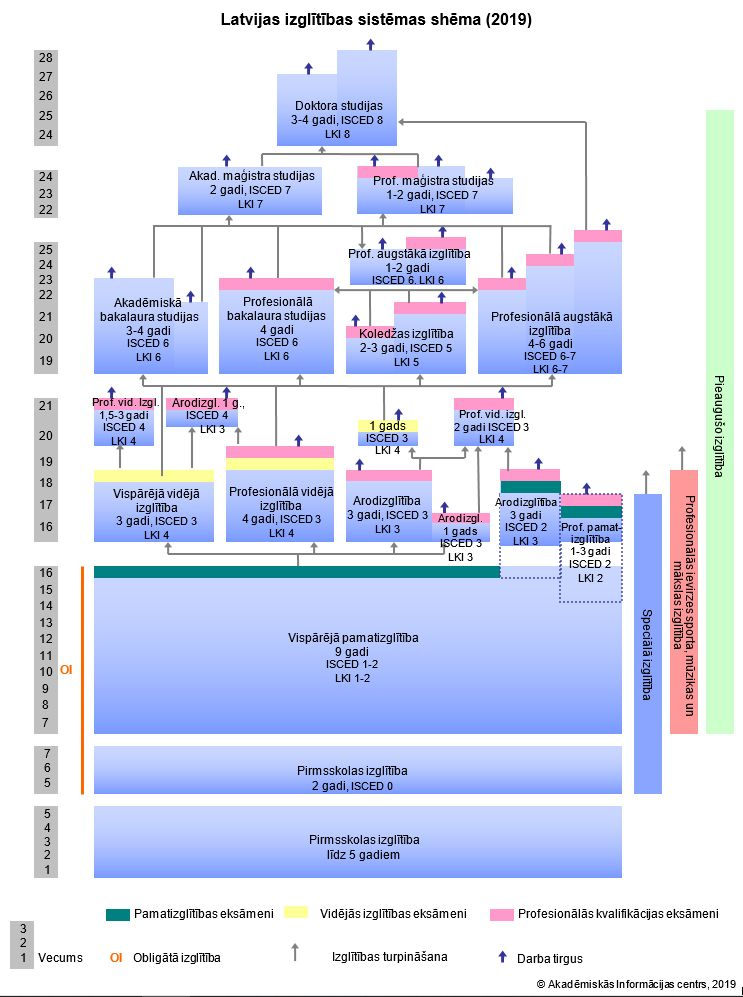 Latvijas izglītības sistēmas shēma (2019)
28
27
26
25
24
Doktora studijas
3-4 gadi, ISCED 8
LKI 8
24
23
22
Akad. maģistra studijas
2 gadi, ISCED 7
LKI 7
Prof. maģistra studijas
1-2 gadi, ISCED 7
LKI 7
25
24
23
22
21
20
19
Prof. augstākā izglītība
1-2 gadi
ISCED 6. LKI 6
Akadēmiskā
bakalaura studijas
3-4 gadi
ISCED 6
LKI 6
Profesionālā
bakalaura studijas
4 gadi
ISCED 6
LKI 6
Koledžas izglītība
2-3 gadi, ISCED 5
LKI 5
Profesionālā augstākā
izglītība
4-6 gadi
ISCED 6-7
LKI 6-7
21
20
19
18
17
16
Prof. vid. izgl.
1,5-3 gadi
ISCED 4
LKI 4
Arodizgl. 1 g.,
ISCED 4
LKI 3
1 gads
ISCED 3
LKI 4
Prof. vid. izgl.
2 gadi ISCED 3
LKI 4
Vispārējā vidējā
izglītība
3 gadi, ISCED 3
LKI 4
Profesionālā vidējā
izglītība
4 gadi, ISCED 3
LKI 4
Arodizglītība
3 gadi, ISCED 3
LKI 3
Arodizgl.
1 gads
ISCED 3
LKI 3
Arodizglītība
3 gadi
ISCED 2
LKI 3
Prof. pamat-
izglītība
1-3 gadi
ISCED 2
LKI 2
16
15
14
13
12
11
10
9
8
7
OI
Vispārējā pamatizglītība
9 gadi
ISCED 1-2
LKI 1-2
7
6
5
Pirmsskolas izglītība
2 gadi, ISCED 0
5
4
3
2
1
Pirmsskolas izglītība
līdz 5 gadiem
Speciālā izglītība
Profesionālās ievirzes sporta, mūzikas un
mākslas izglītība
Pieaugušo izglītība
Pamatizglītības eksāmeni
Vidējās izglītības eksāmeni
Profesionālās kvalifikācijas eksāmeni
3
2
1
Vecums
OI Obligātā izglītība
Izglītības turpināšana
Darba tirgus
© Akadēmiskās Informācijas centrs, 2019